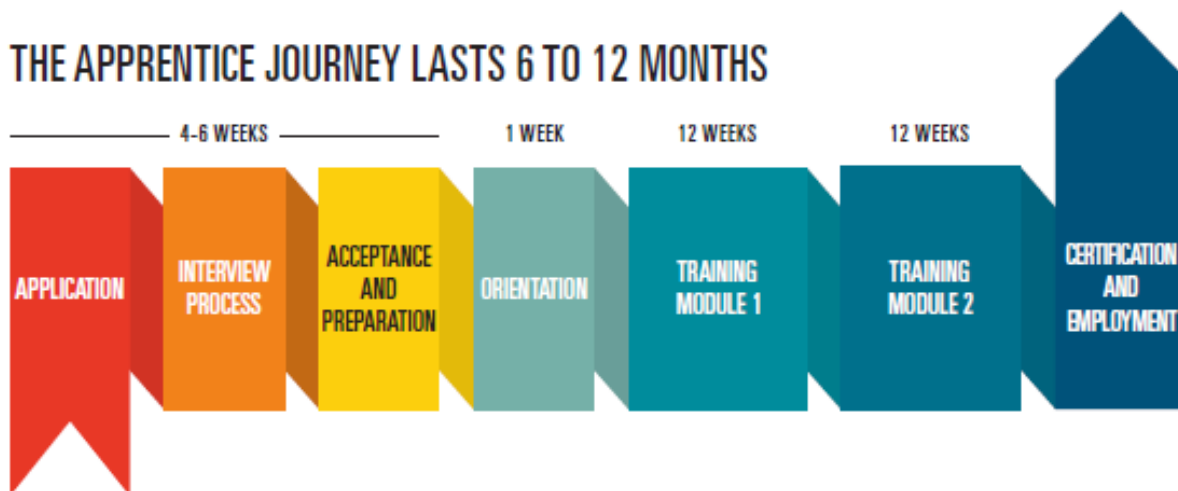 THE APPRENTICE JOURNEY LASTS 6 TO 12 MONTHS
4-6 WEEKS
1 WEEK
12 WEEKS
12 WEEKS
APPLICATION
INTERVIEW
PROCESS
ACCEPTANCE
AND
PREPARATION
ORIENTATION
TRAINING
MODULE 1
TRAINING
MODULE 2
CERTIFICATION
AND
EMPLOYMENT